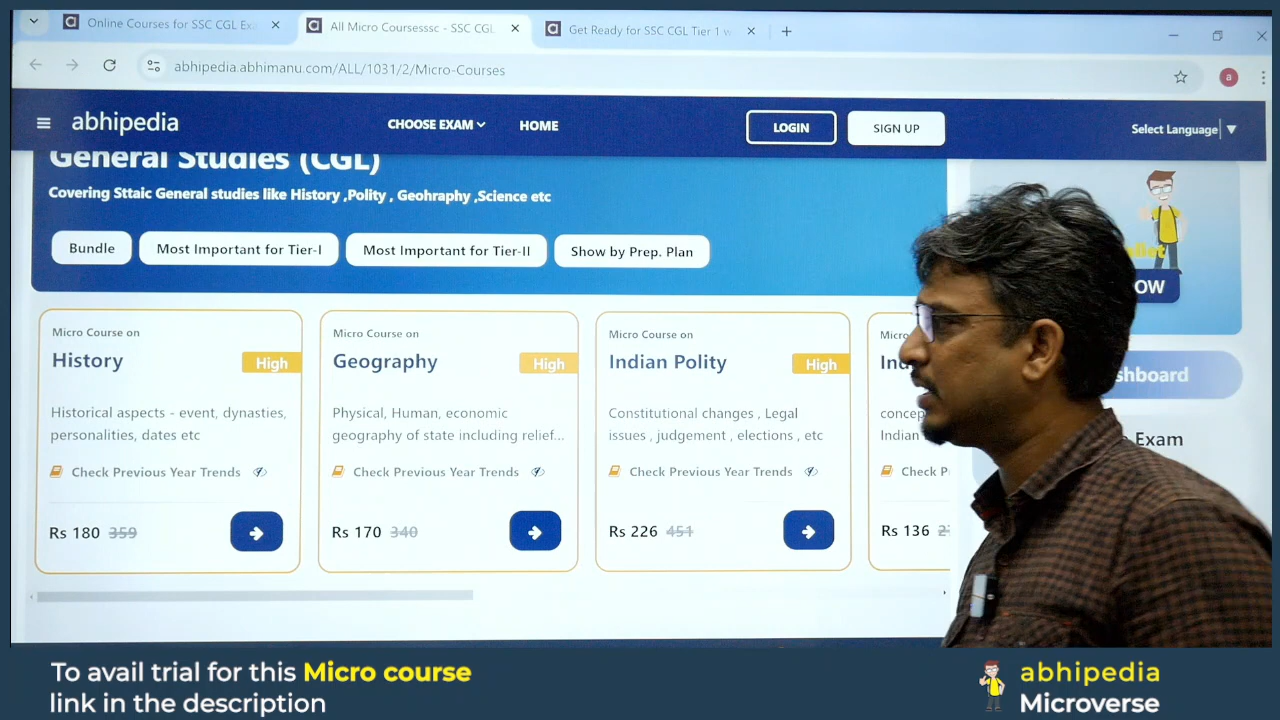 Online Courses for SSC CGL Exa
All Micro Coursesssc - SSC CGL
Get Ready for SSC CGL Tier 1 w
abhipedia.abhimanu.com/ALL/1031/2/Micro-Courses
a
abhipedia
CHOOSE EXAM
HOME
LOGIN
SIGN UP
Select Language
General Studies (CGL)
Covering Sttaic General studies like History ,Polity , Geohraphy ,Science etc
Bundle
Most Important for Tier-I
Most Important for Tier-II
Show by Prep. Plan
Micro Course on
History
High
Historical aspects - event, dynasties,
personalities, dates etc
Check Previous Year Trends
Rs 180 359
Micro Course on
Geography
High
Physical, Human, economic
geography of state including relief...
Check Previous Year Trends
Rs 170 340
Micro Course on
Indian Polity
High
Constitutional changes , Legal
issues , judgement , elections , etc
Check Previous Year Trends
Rs 226 451
Micro
Ind
concep
Indian
Check P
Rs 136
OW
shboard
Exam
To avail trial for this Micro course
link in the description
abhipedia
Microverse